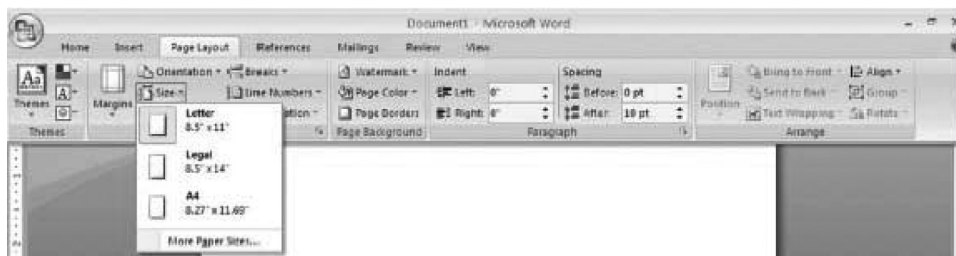 Document1 - Microsoft Word
Home Insert Page Layout References Mailings Review View
Orientation Breaks Watermark Indent Spacing Bring to Front Align
Size Line Numbers Page Color Left: 0" Before: 0 pt Send to Back Group
Themes Margins ation Page Borders Right: 0" After: 10 pt Position Text Wrapping Rotate
Themes Page Background Paragraph Arrange
Letter
8.5" x 11"
Legal
8.5" x 14"
A4
8.27" x 11.69"
More Paper Sizes...